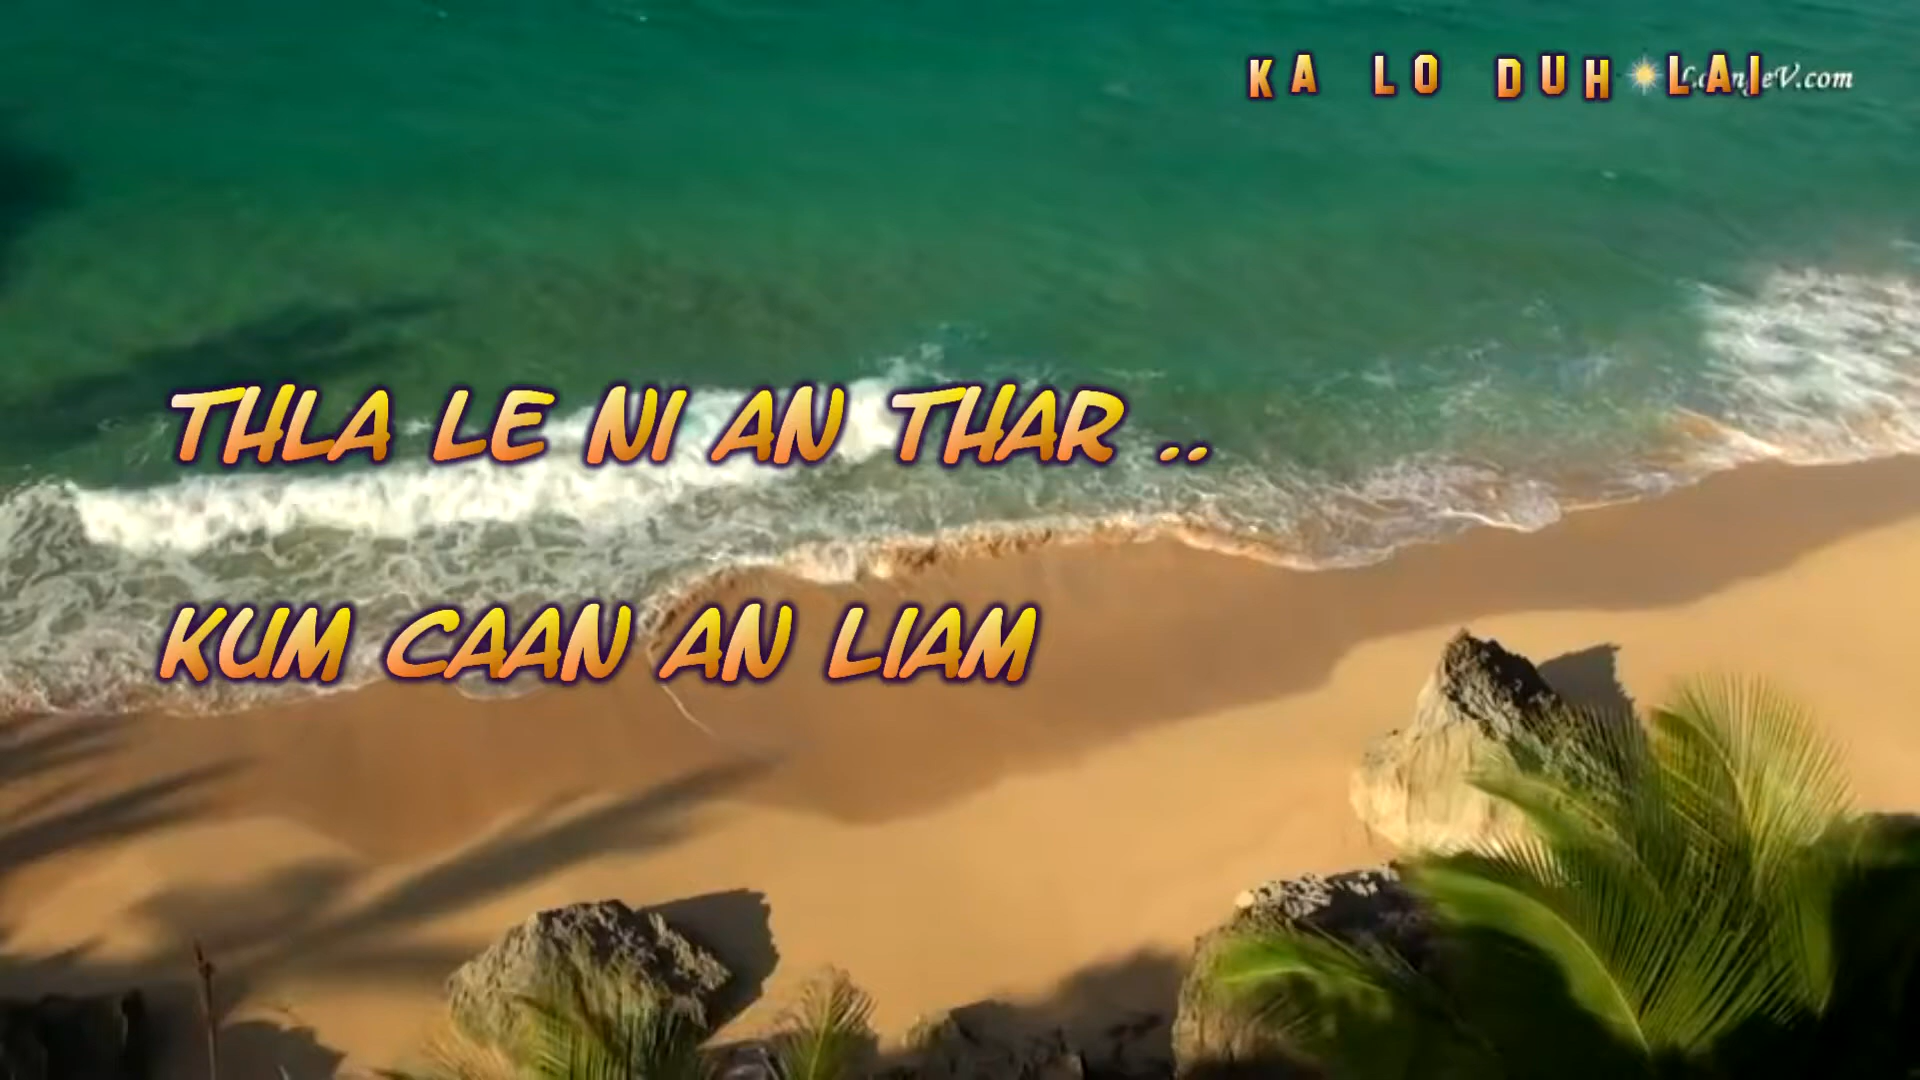 KA LO DUH LAI
THLA LE NI AN THAR ..
KUM CAAN AN LIAM